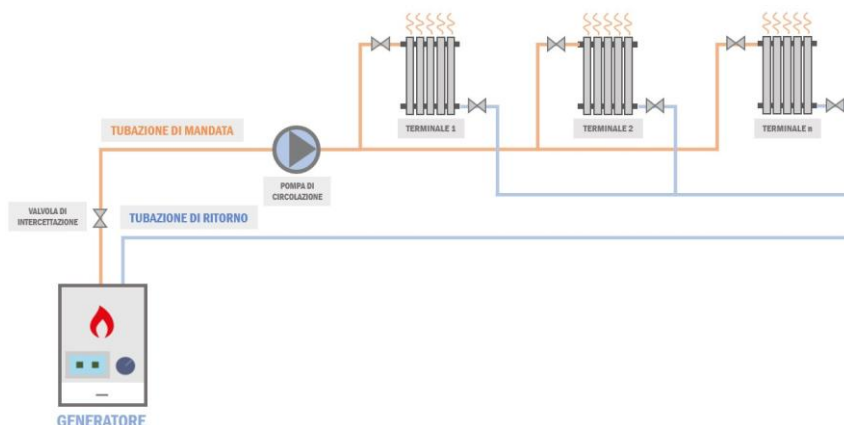 TERMINALE 1
TERMINALE 2
TERMINALE n
TUBAZIONE DI MANDATA
POMPA DI
CIRCOLAZIONE
VALVOLA DI
INTERCETTAZIONE
TUBAZIONE DI RITORNO
GENERATORE